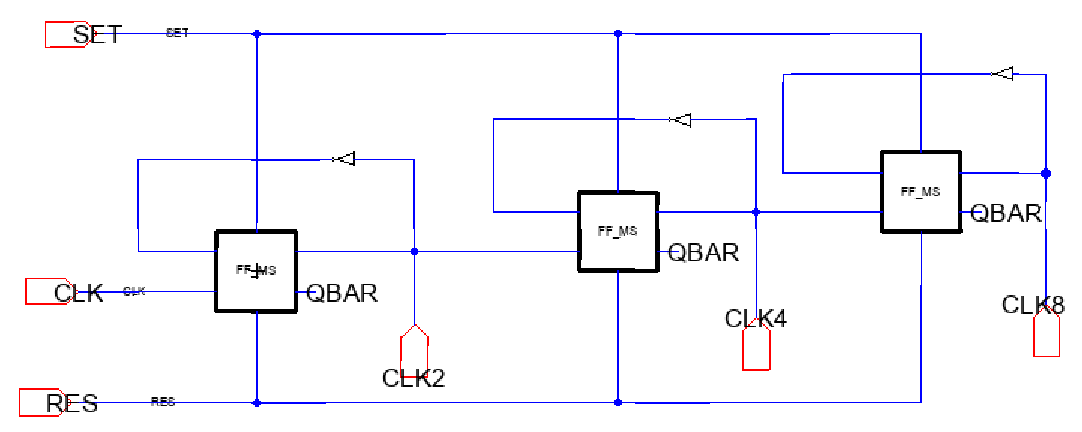 SET SET
FF_MS
QBAR
FF_MS
QBAR
FF_MS
QBAR
CLK CLK
CLK2
CLK4
CLK8
RES RES